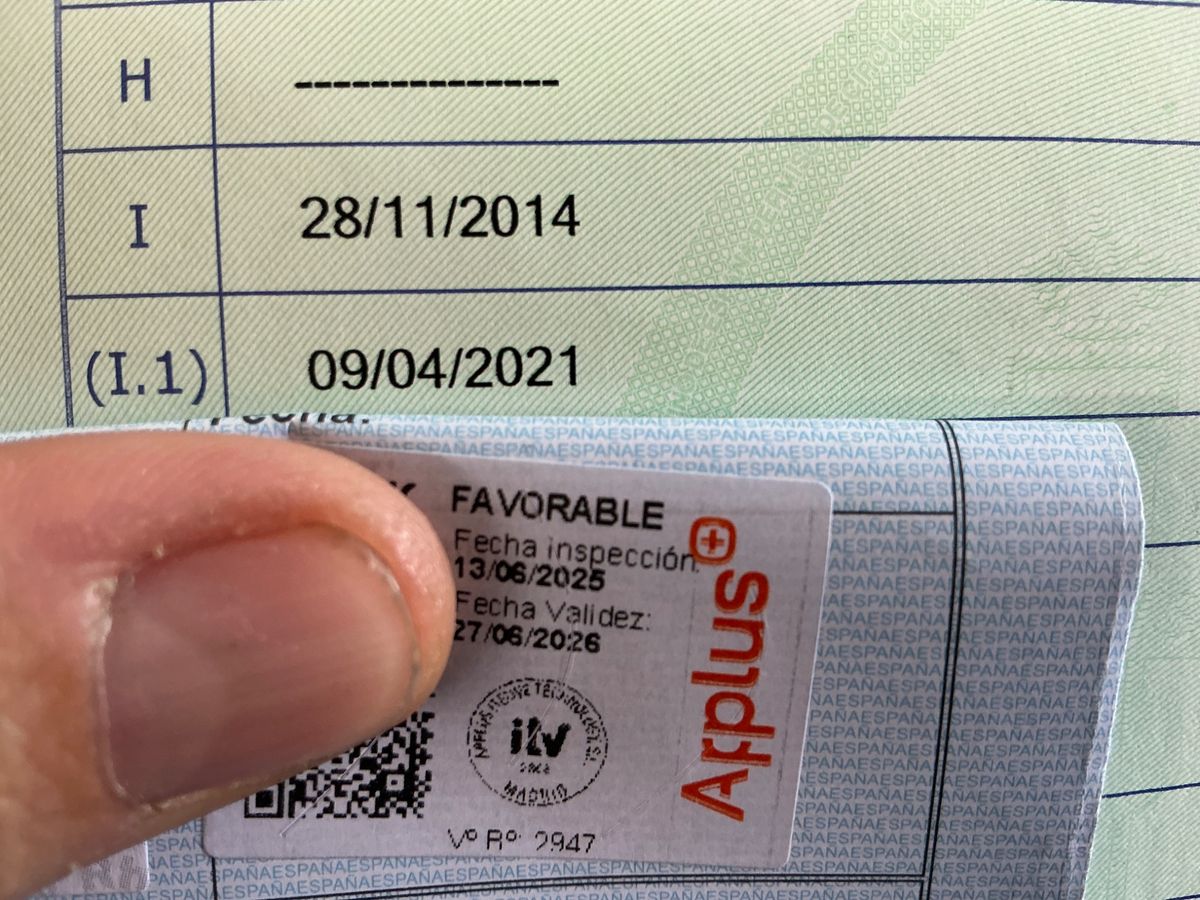 H -------------
I 28/11/2014
(I.1) 09/04/2021
Fecha:
FAVORABLE
Fecha inspección:
13/06/2025
Fecha Validez:
27/06/2026
Applus+
itv
MADRID
Vº Rº: 2947